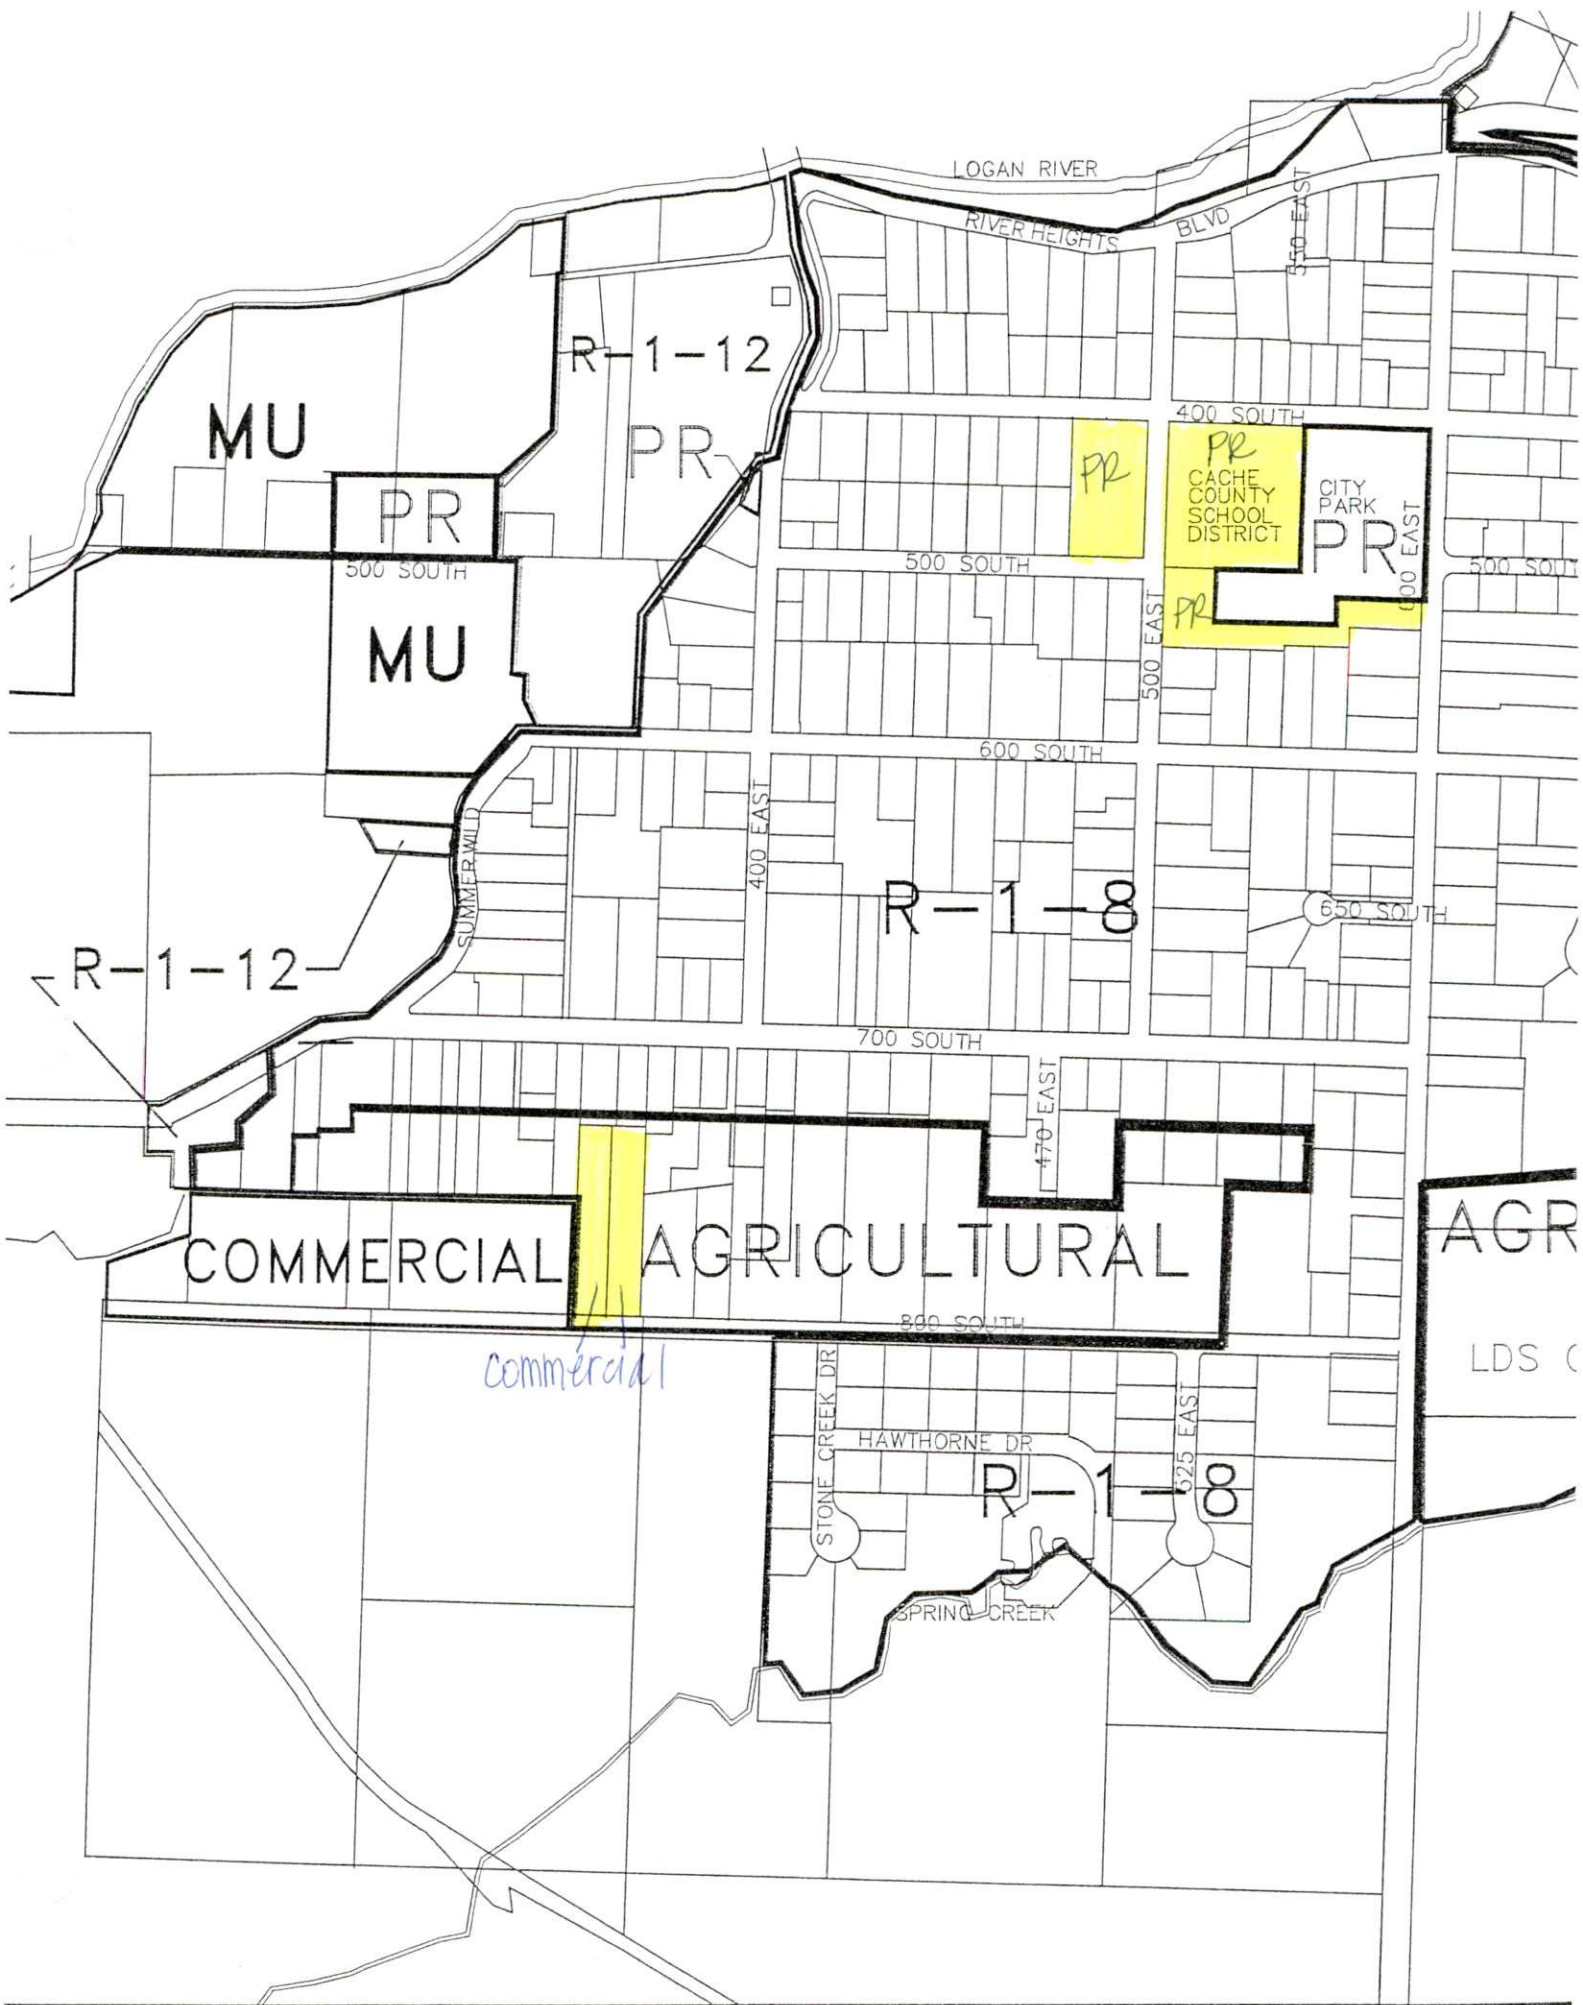 LOGAN RIVER
RIVER HEIGHTS BLVD
550 EAST
R-1-12
MU
PR
PR
400 SOUTH
PR
PR
CACHE
COUNTY
SCHOOL
DISTRICT
CITY
PARK
PR
600 EAST
500 SOUTH
500 SOUTH
500 SOUT
PR
500 EAST
MU
600 SOUTH
400 EAST
SUMMERWILD
R-1-8
650 SOUTH
R-1-12
700 SOUTH
470 EAST
COMMERCIAL
AGRICULTURAL
AGR
800 SOUTH
commercial
LDS
STONE CREEK DR
HAWTHORNE DR
525 EAST
R-1-8
SPRING CREEK